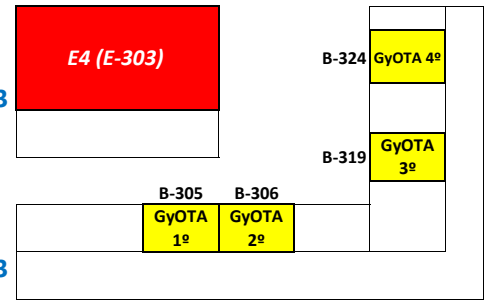 E4 (E-303)
B-324
GyOTA 4º
B
B-319
GyOTA
3º
B-305
B-306
GyOTA
1º
GyOTA
2º
B